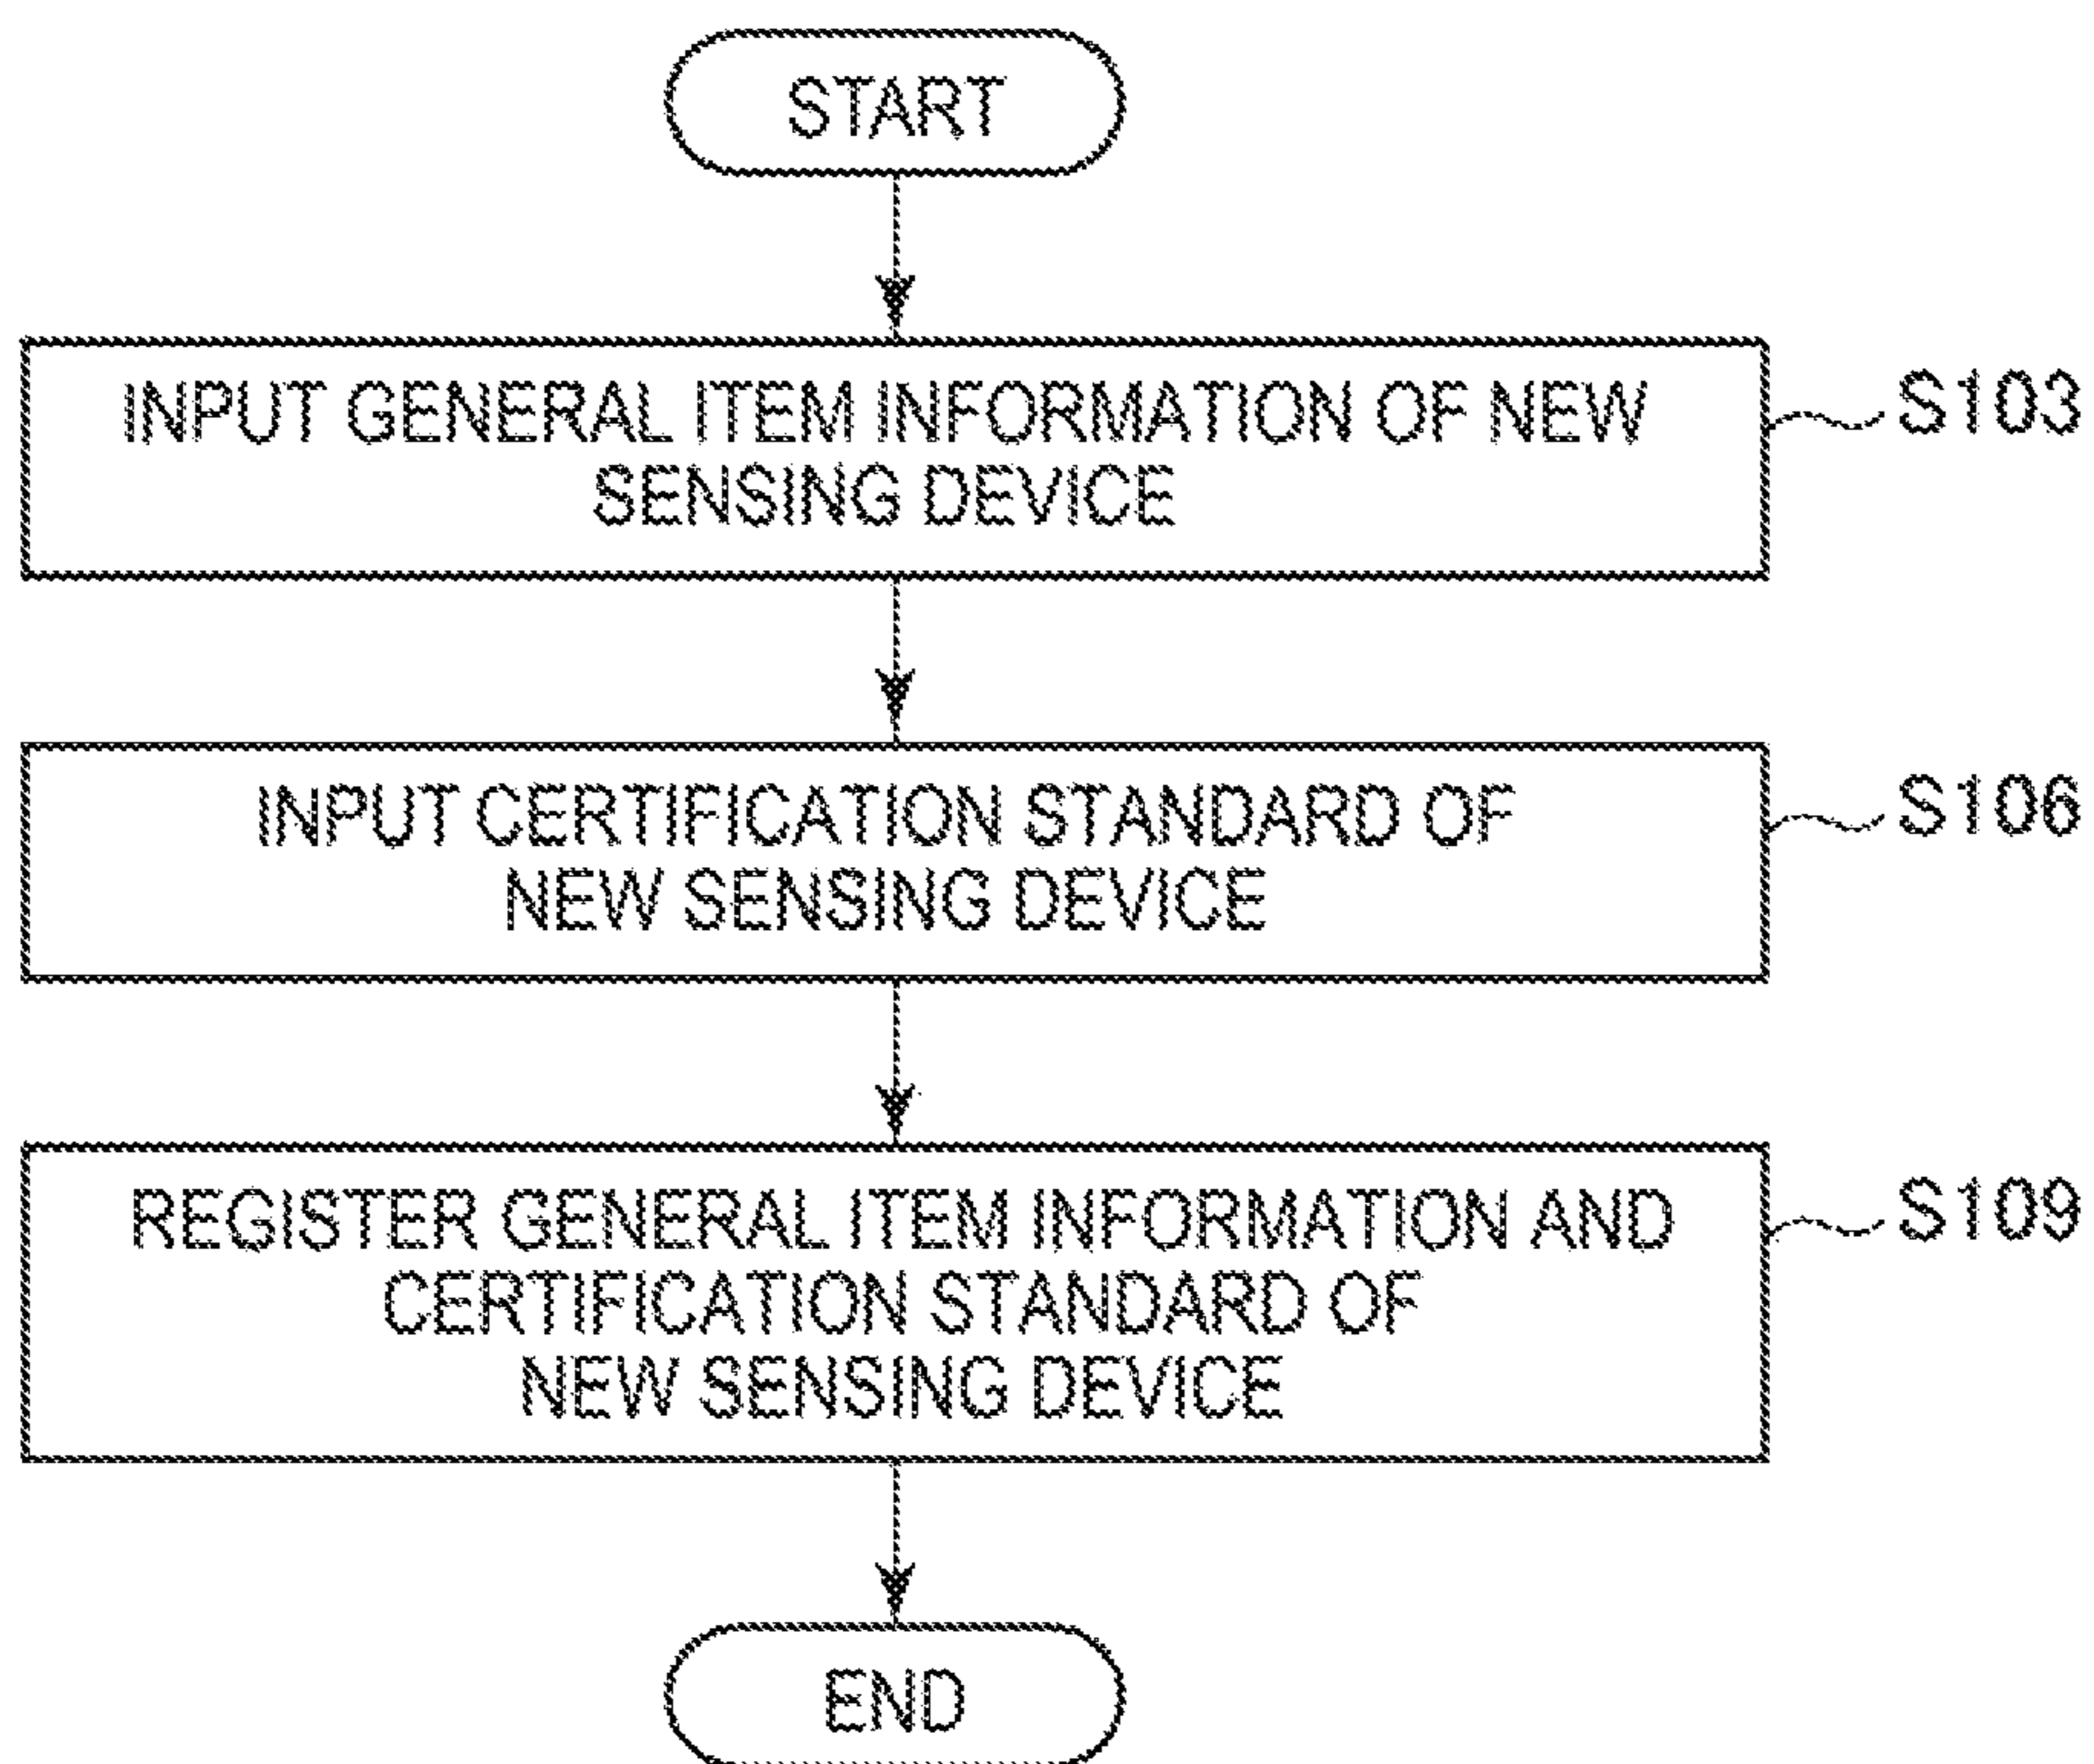 START
INPUT GENERAL ITEM INFORMATION OF NEW
SENSING DEVICE
S103
INPUT CERTIFICATION STANDARD OF
NEW SENSING DEVICE
S106
REGISTER GENERAL ITEM INFORMATION AND
CERTIFICATION STANDARD OF
NEW SENSING DEVICE
S109
END